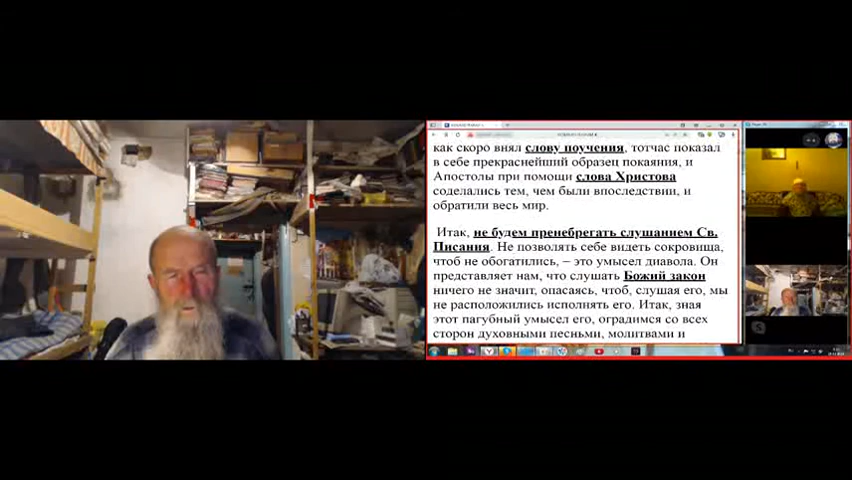 как скоро внял слову поучения, тотчас показал
в себе прекраснейший образец покаяния, и
Апостолы при помощи слова Христова
соделались тем, чем были впоследствии, и
обратили весь мир.
Итак, не будем пренебрегать слушанием Св.
Писания. Не позволять себе видеть сокровища,
чтоб не обогатились, – это умысел диавола. Он
представляет нам, что слушать Божий закон
ничего не значит, опасаясь, чтоб, слушая его, мы
не расположились исполнять его. Итак, зная
этот пагубный умысел его, оградимся со всех
сторон духовными песньми, молитвами и